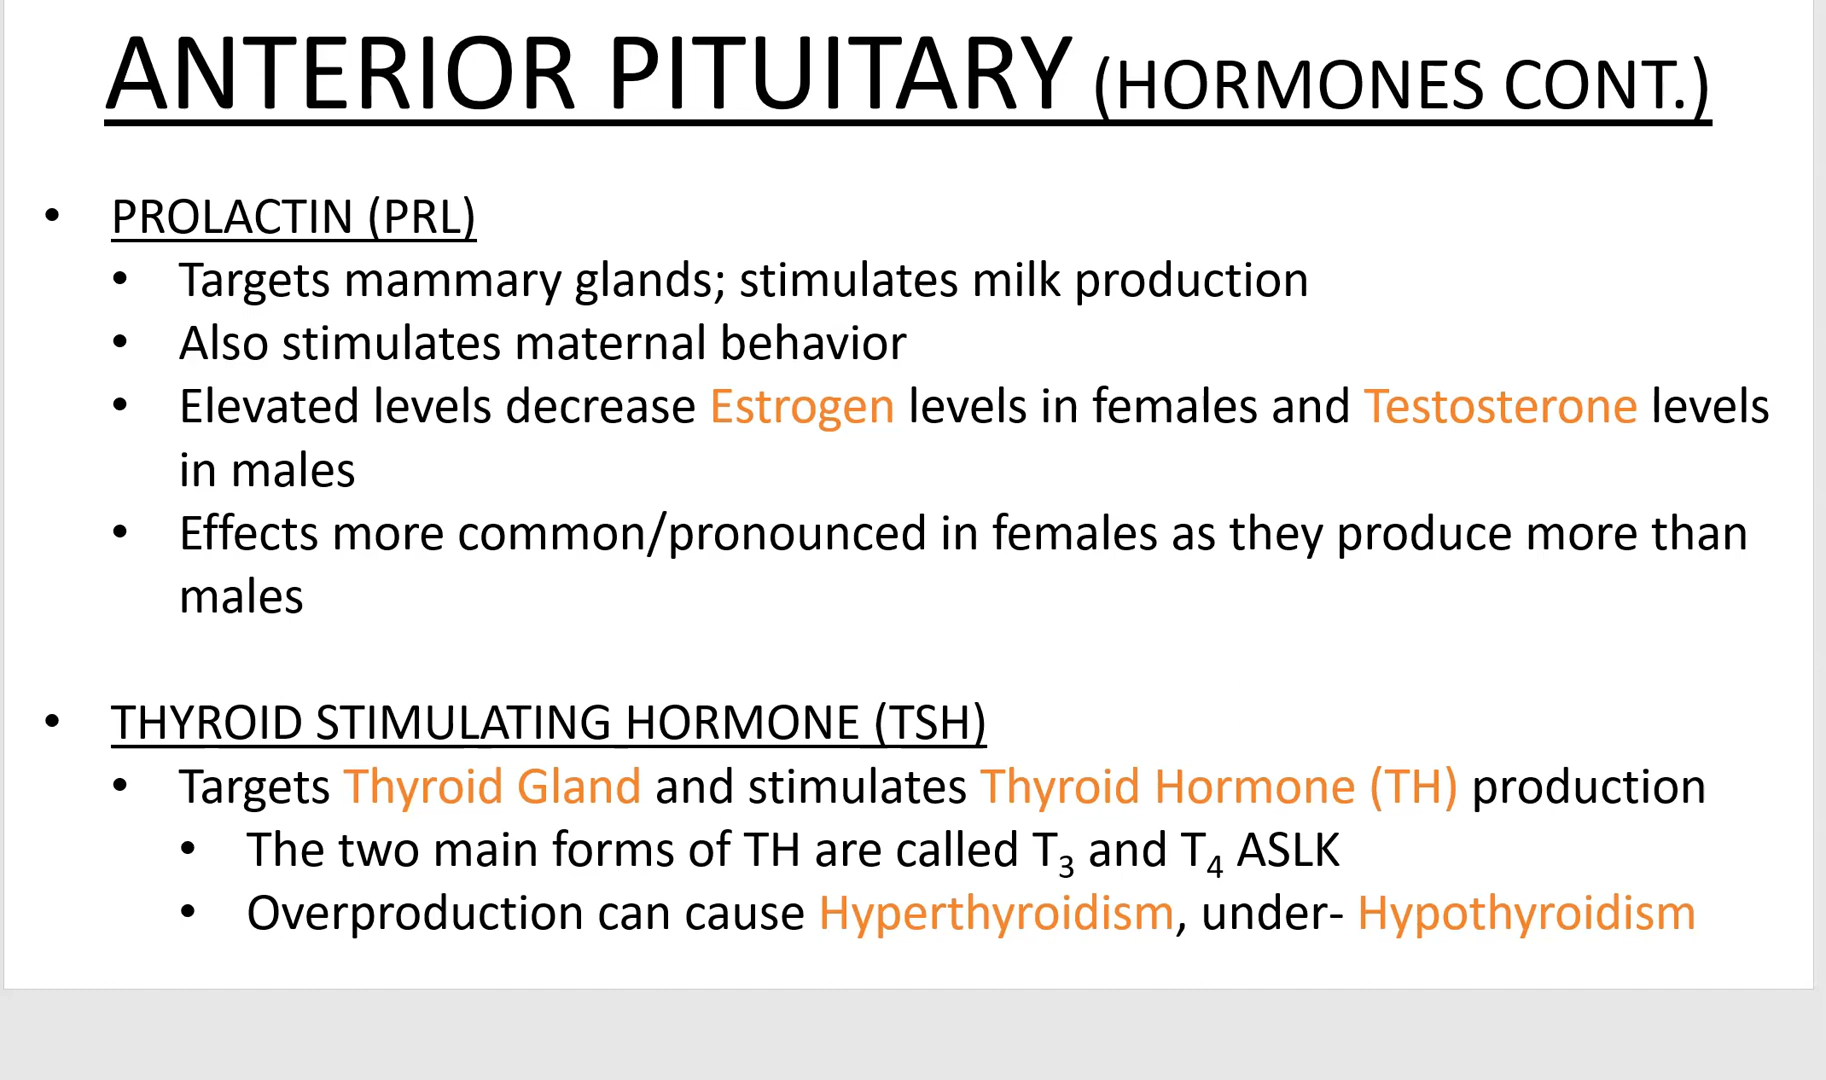 ANTERIOR PITUITARY (HORMONES CONT.)
• PROLACTIN (PRL)
• Targets mammary glands; stimulates milk production
• Also stimulates maternal behavior
• Elevated levels decrease Estrogen levels in females and Testosterone levels
in males
• Effects more common/pronounced in females as they produce more than
males
• THYROID STIMULATING HORMONE (TSH)
• Targets Thyroid Gland and stimulates Thyroid Hormone (TH) production
• The two main forms of TH are called T₃ and T₄ ASLK
• Overproduction can cause Hyperthyroidism, under- Hypothyroidism